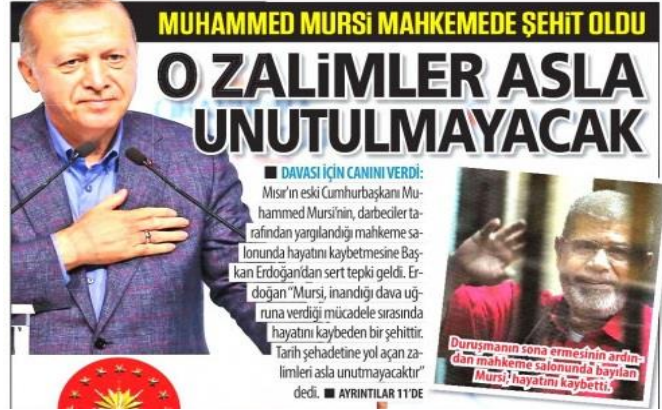 MUHAMMED MURSİ MAHKEMEDE ŞEHİT OLDU
O ZALİMLER ASLA
UNUTULMAYACAK
■ DAVASI İÇİN CANINI VERDİ:
Mısır'ın eski Cumhurbaşkanı Mu-
hammed Mursi'nin, darbeciler ta-
rafından yargılandığı mahkeme sa-
lonunda hayatını kaybetmesine Baş-
kan Erdoğan'dan sert tepki geldi. Er-
doğan "Mursi, inandığı dava uğ-
runa verdiği mücadele sırasında
hayatını kaybeden bir şehittir.
Tarih şehadetine yol açan za-
limleri asla unutmayacaktır"
dedi. ■ AYRINTILAR 11'DE
Duruşmanın sona ermesinin ardın-
dan mahkeme salonunda bayılan
Mursi, hayatını kaybetti.